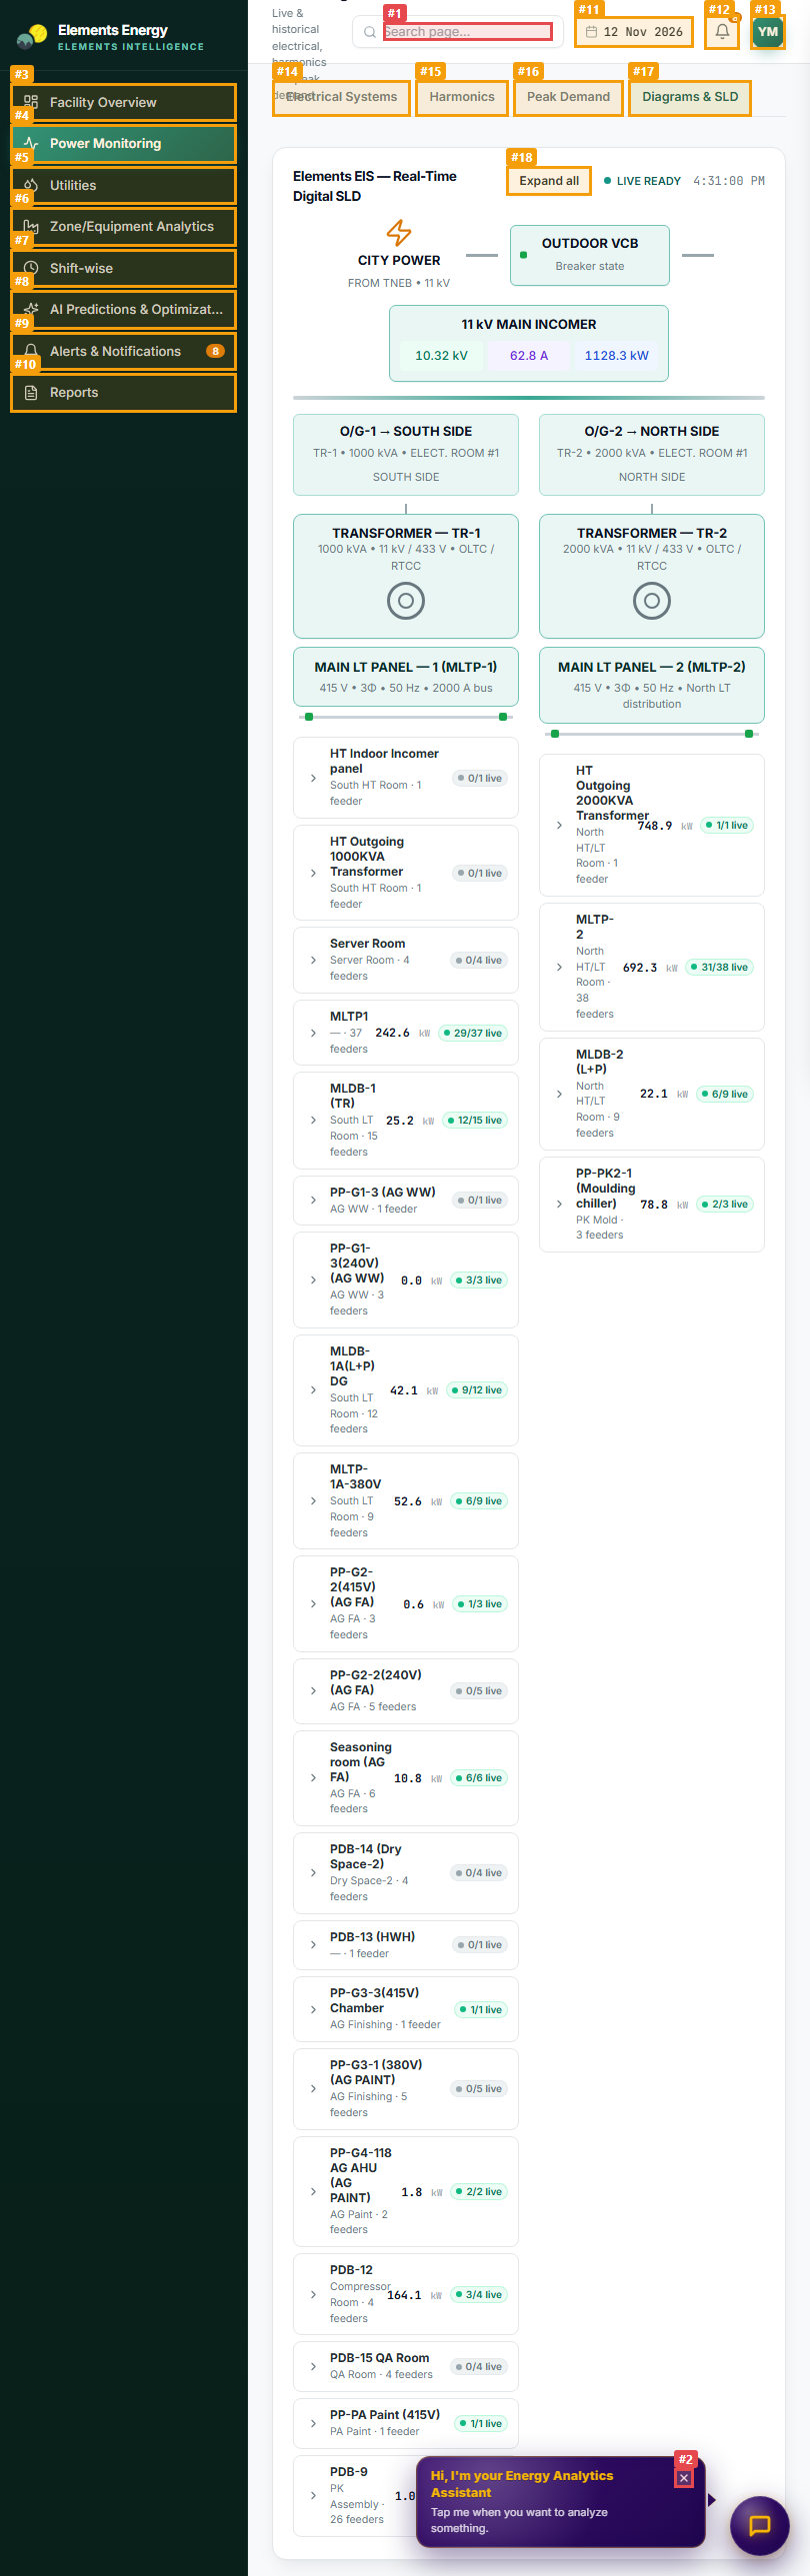 Elements Energy
ELEMENTS INTELLIGENCE
#3
Facility Overview
#4
Power Monitoring
#5
Utilities
#6
Zone/Equipment Analytics
#7
Shift-wise
#8
AI Predictions & Optimizat...
#9
Alerts & Notifications
8
#10
Reports
Live &
historical
electrical,
harmonics
#1
Search page...
#11
12 Nov 2026
#12
#13
YM
#14
Electrical Systems
#15
Harmonics
#16
Peak Demand
#17
Diagrams & SLD
Elements EIS — Real-Time
Digital SLD
#18
Expand all
LIVE READY
4:31:00 PM
CITY POWER
FROM TNEB • 11 kV
OUTDOOR VCB
Breaker state
11 kV MAIN INCOMER
10.32 kV
62.8 A
1128.3 kW
O/G-1 → SOUTH SIDE
TR-1 • 1000 kVA • ELECT. ROOM #1
SOUTH SIDE
O/G-2 → NORTH SIDE
TR-2 • 2000 kVA • ELECT. ROOM #1
NORTH SIDE
TRANSFORMER — TR-1
1000 kVA • 11 kV / 433 V • OLTC /
RTCC
TRANSFORMER — TR-2
2000 kVA • 11 kV / 433 V • OLTC /
RTCC
MAIN LT PANEL — 1 (MLTP-1)
415 V • 3Φ • 50 Hz • 2000 A bus
MAIN LT PANEL — 2 (MLTP-2)
415 V • 3Φ • 50 Hz • North LT
distribution
HT Indoor Incomer
panel
South HT Room · 1
feeder
0/1 live
HT Outgoing
1000KVA
Transformer
South HT Room · 1
feeder
0/1 live
Server Room
Server Room · 4
feeders
0/4 live
MLTP1
— · 37
feeders
242.6 kW
29/37 live
MLDB-1
(TR)
South LT
Room · 15
feeders
25.2 kW
12/15 live
PP-G1-3 (AG WW)
AG WW · 1 feeder
0/1 live
PP-G1-
3(240V)
(AG WW)
AG WW · 3
feeders
0.0 kW
3/3 live
MLDB-
1A(L+P)
DG
South LT
Room · 12
feeders
42.1 kW
9/12 live
MLTP-
1A-380V
South LT
Room · 9
feeders
52.6 kW
6/9 live
PP-G2-
2(415V)
(AG FA)
AG FA · 3
feeders
0.6 kW
1/3 live
PP-G2-2(240V)
(AG FA)
AG FA · 5 feeders
0/5 live
Seasoning
room (AG
FA)
AG FA · 6
feeders
10.8 kW
6/6 live
PDB-14 (Dry
Space-2)
Dry Space-2 · 4
feeders
0/4 live
PDB-13 (HWH)
— · 1 feeder
0/1 live
PP-G3-3(415V)
Chamber
AG Finishing · 1 feeder
1/1 live
PP-G3-1 (380V)
(AG PAINT)
AG Finishing · 5
feeders
0/5 live
PP-G4-118
AG AHU
(AG
PAINT)
AG Paint · 2
feeders
1.8 kW
2/2 live
PDB-12
Compressor
Room · 4
feeders
164.1 kW
3/4 live
PDB-15 QA Room
QA Room · 4 feeders
0/4 live
PP-PA Paint (415V)
PA Paint · 1 feeder
1/1 live
PDB-9
PK
Assembly ·
26 feeders
1.0
HT
Outgoing
2000KVA
Transformer
North
HT/LT
Room · 1
feeder
748.9 kW
1/1 live
MLTP-
2
North
HT/LT
Room ·
38
feeders
692.3 kW
31/38 live
MLDB-2
(L+P)
North
HT/LT
Room · 9
feeders
22.1 kW
6/9 live
PP-PK2-1
(Moulding
chiller)
PK Mold ·
3 feeders
78.8 kW
2/3 live
#2
Hi, I'm your Energy Analytics
Assistant
Tap me when you want to analyze
something.